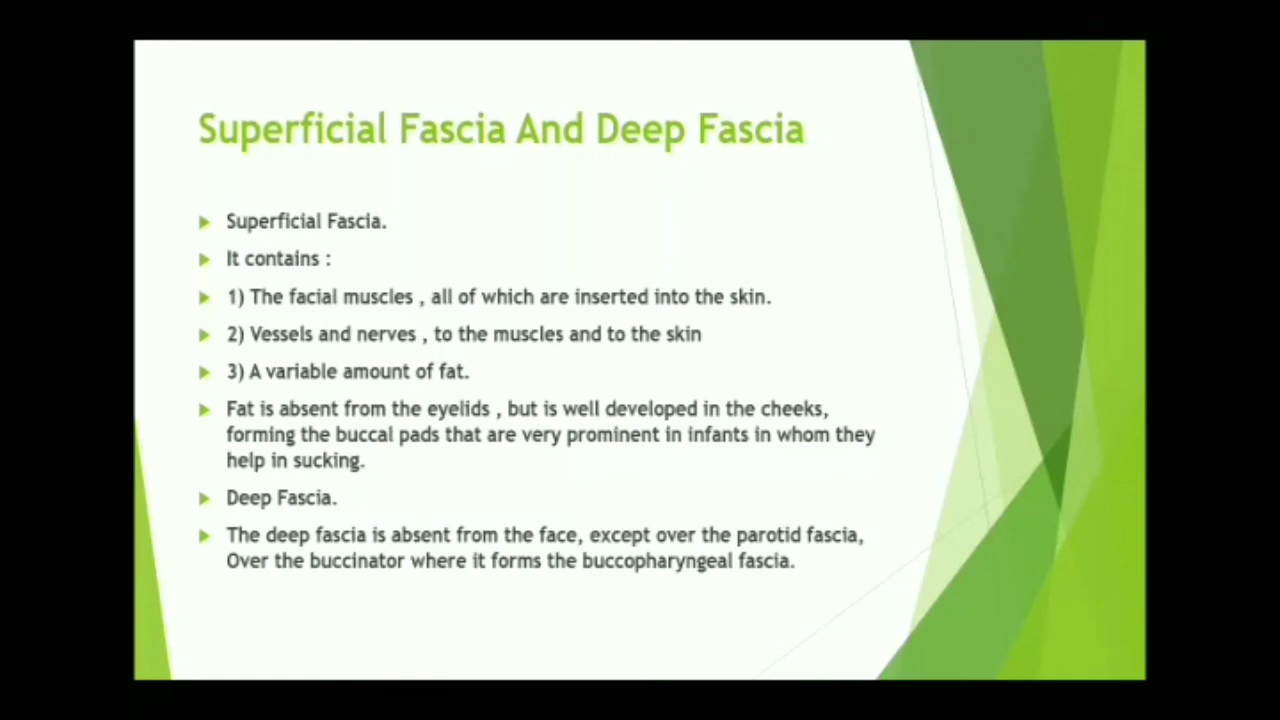 Superficial Fascia And Deep Fascia
Superficial Fascia.
It contains :
1) The facial muscles , all of which are inserted into the skin.
2) Vessels and nerves , to the muscles and to the skin
3) A variable amount of fat.
Fat is absent from the eyelids , but is well developed in the cheeks,
forming the buccal pads that are very prominent in infants in whom they
help in sucking.
Deep Fascia.
The deep fascia is absent from the face, except over the parotid fascia,
Over the buccinator where it forms the buccopharyngeal fascia.